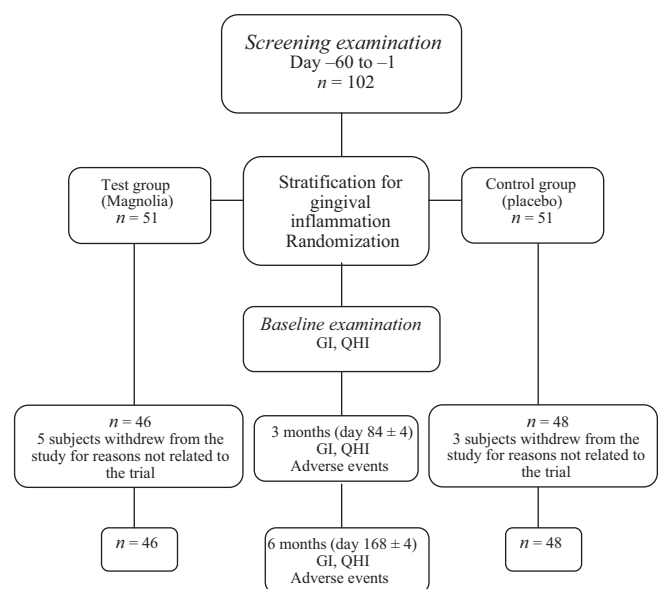 Screening examination
Day –60 to –1
n = 102
Test group
(Magnolia)
n = 51
Stratification for
gingival
inflammation
Randomization
Control group
(placebo)
n = 51
Baseline examination
GI, QHI
n = 46
5 subjects withdrew from the
study for reasons not related to
the trial
3 months (day 84 ± 4)
GI, QHI
Adverse events
n = 48
3 subjects withdrew from the
study for reasons not related to
the trial
n = 46
6 months (day 168 ± 4)
GI, QHI
Adverse events
n = 48